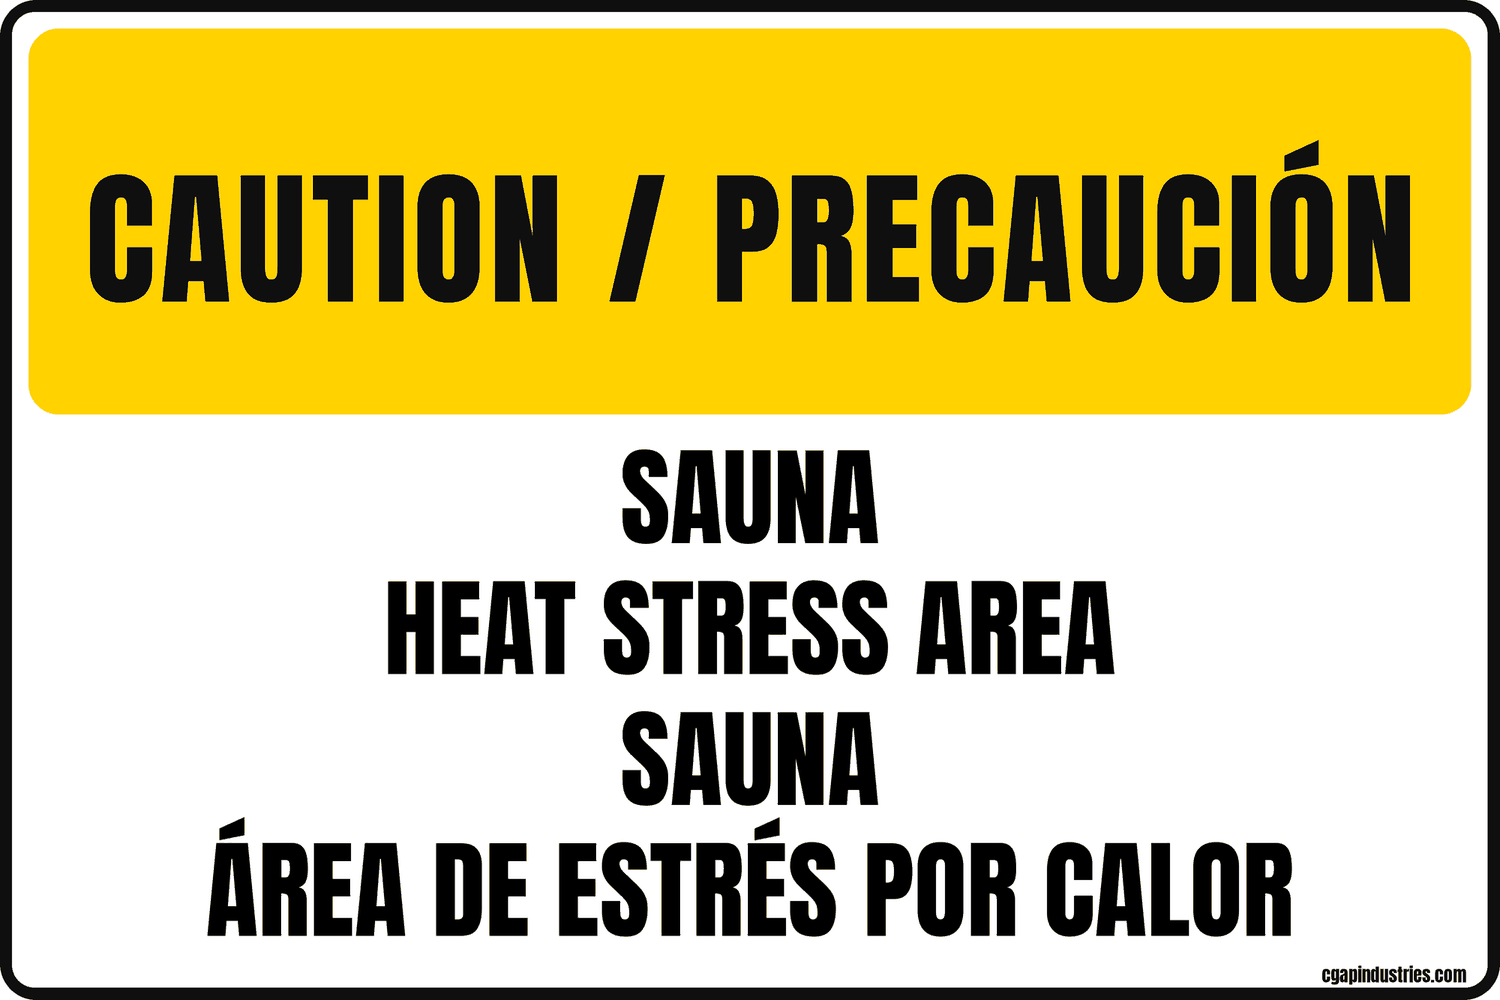 CAUTION / PRECAUCIÓN
SAUNA
HEAT STRESS AREA
SAUNA
ÁREA DE ESTRÉS POR CALOR
cgapindustries.com